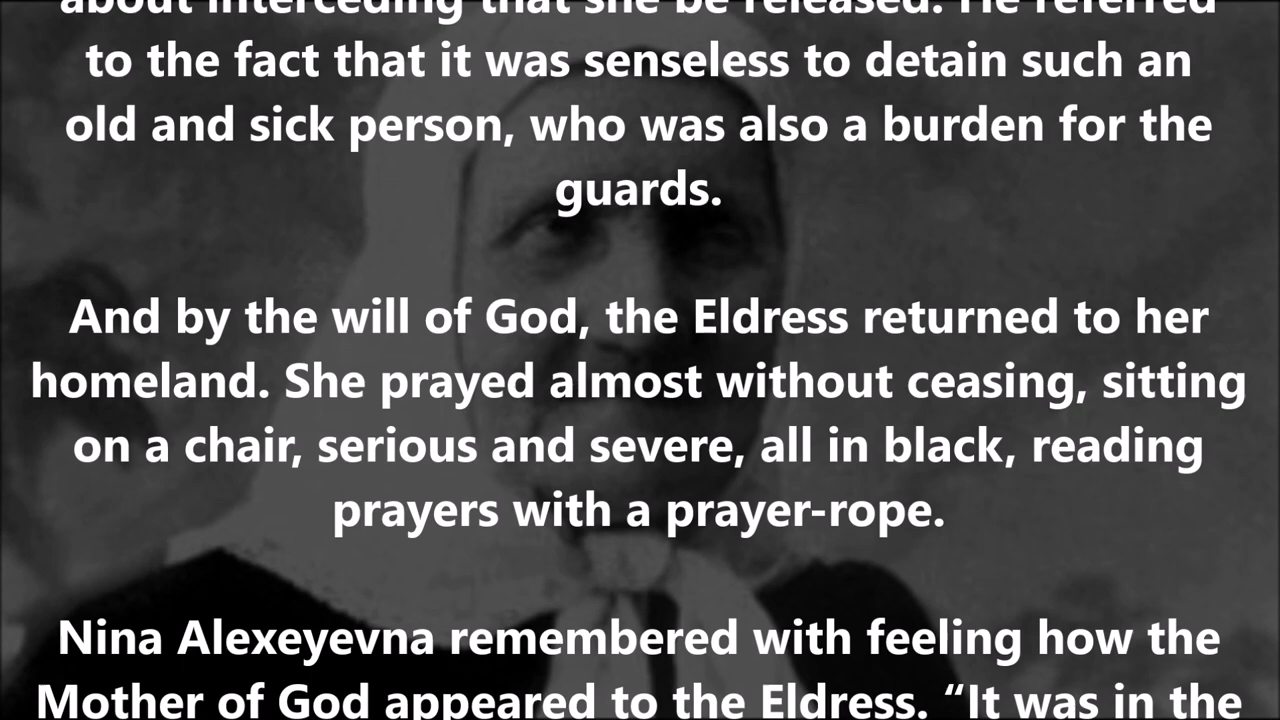 about interceding that she be released. He referred
to the fact that it was senseless to detain such an
old and sick person, who was also a burden for the
guards.
And by the will of God, the Eldress returned to her
homeland. She prayed almost without ceasing, sitting
on a chair, serious and severe, all in black, reading
prayers with a prayer-rope.
Nina Alexeyevna remembered with feeling how the
Mother of God appeared to the Eldress. “It was in the